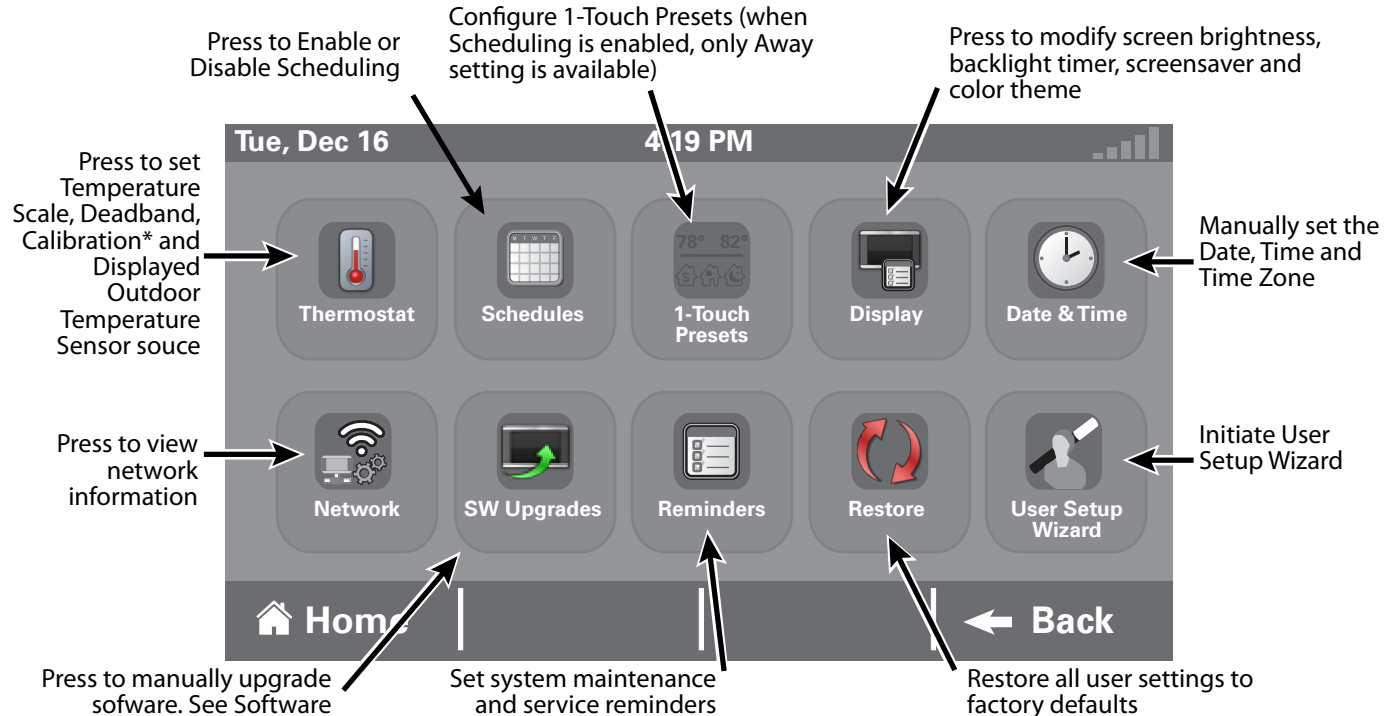 Configure 1-Touch Presets (when
Scheduling is enabled, only Away
setting is available)
Press to Enable or
Disable Scheduling
Press to modify screen brightness,
backlight timer, screensaver and
color theme
Tue, Dec 16
4:19 PM
Press to set
Temperature
Scale, Deadband,
Calibration* and
Displayed
Outdoor
Temperature
Sensor souce
78° 82°
M T W T F
Thermostat
Schedules
1-Touch
Presets
Display
Date & Time
Manually set the
Date, Time and
Time Zone
Press to view
network
information
Network
SW Upgrades
Reminders
Restore
User Setup
Wizard
Initiate User
Setup Wizard
Home
Back
Press to manually upgrade
sofware. See Software
Set system maintenance
and service reminders
Restore all user settings to
factory defaults